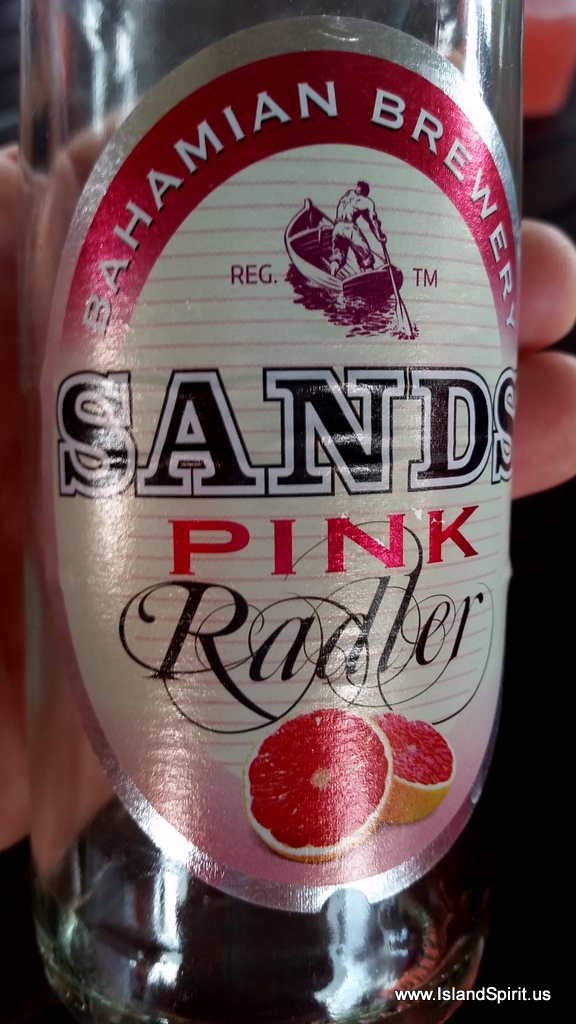 BAHAMIAN BREWERY
REG. TM
SANDS
PINK
Radler
www.IslandSpirit.us